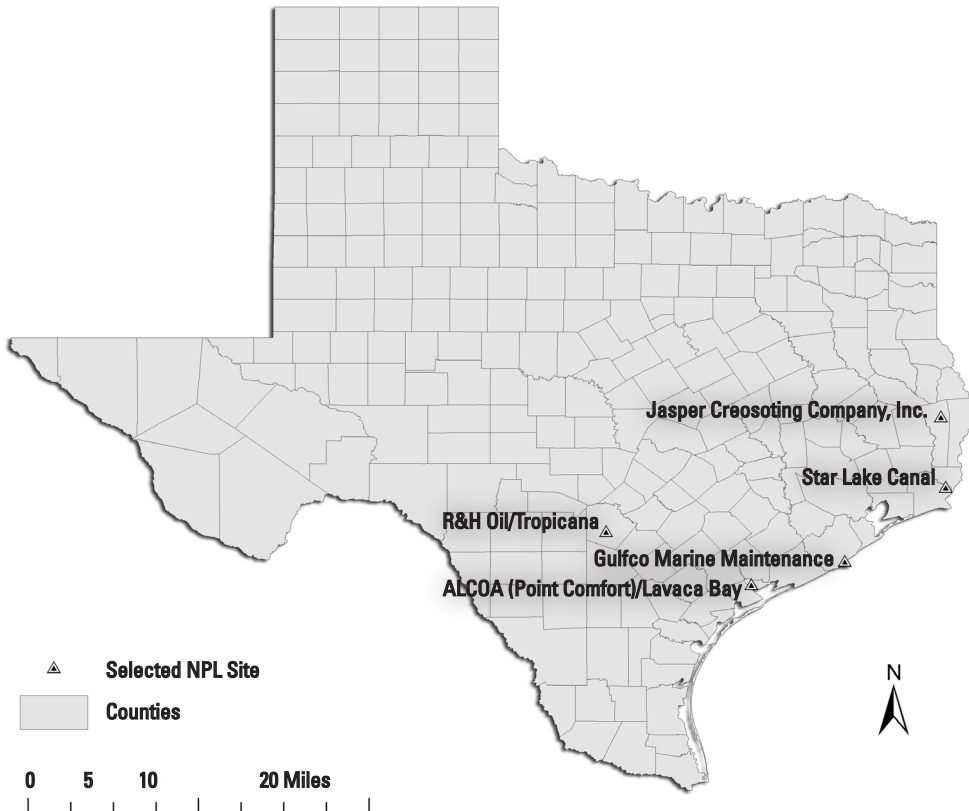 Jasper Creosoting Company, Inc.
Star Lake Canal
R&H Oil/Tropicana
Gulfco Marine Maintenance
ALCOA (Point Comfort)/Lavaca Bay
Selected NPL Site
N
Counties
0 5 10 20 Miles